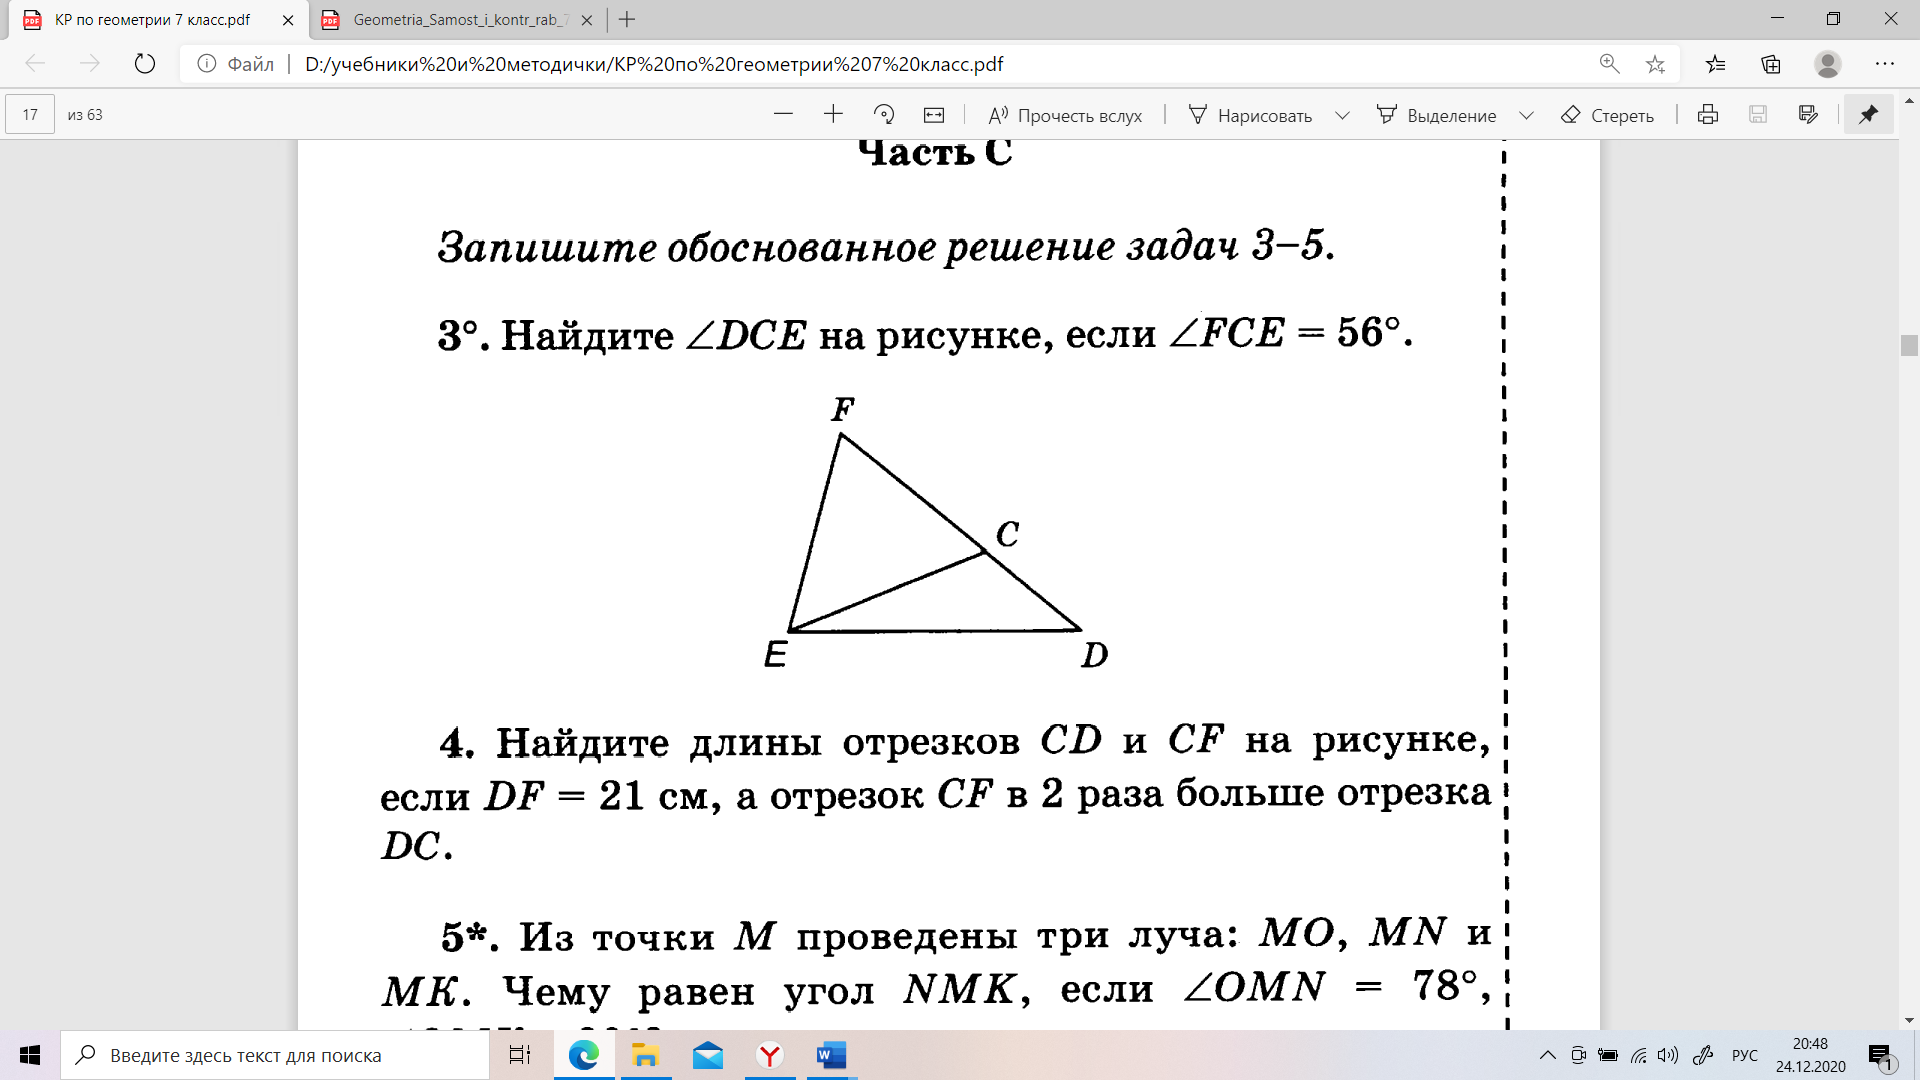 КР по геометрии 7 класс.pdf
Geometria_Samost_i_kontr_rab_7
Файл
D:/учебники%20и%20методички/КР%20по%20геометрии%207%20класс.pdf
17 из 63
Прочесть вслух
Нарисовать
Выделение
Стереть
Часть С
Запишите обоснованное решение задач 3–5.
3°. Найдите ∠DCE на рисунке, если ∠FCE = 56°.
F
C
E
D
4. Найдите длины отрезков CD и CF на рисунке,
если DF = 21 см, а отрезок CF в 2 раза больше отрезка
DC.
5*. Из точки M проведены три луча: MO, MN и
MK. Чему равен угол NMK, если ∠OMN = 78°,
Введите здесь текст для поиска
РУС
20:48
24.12.2020
1